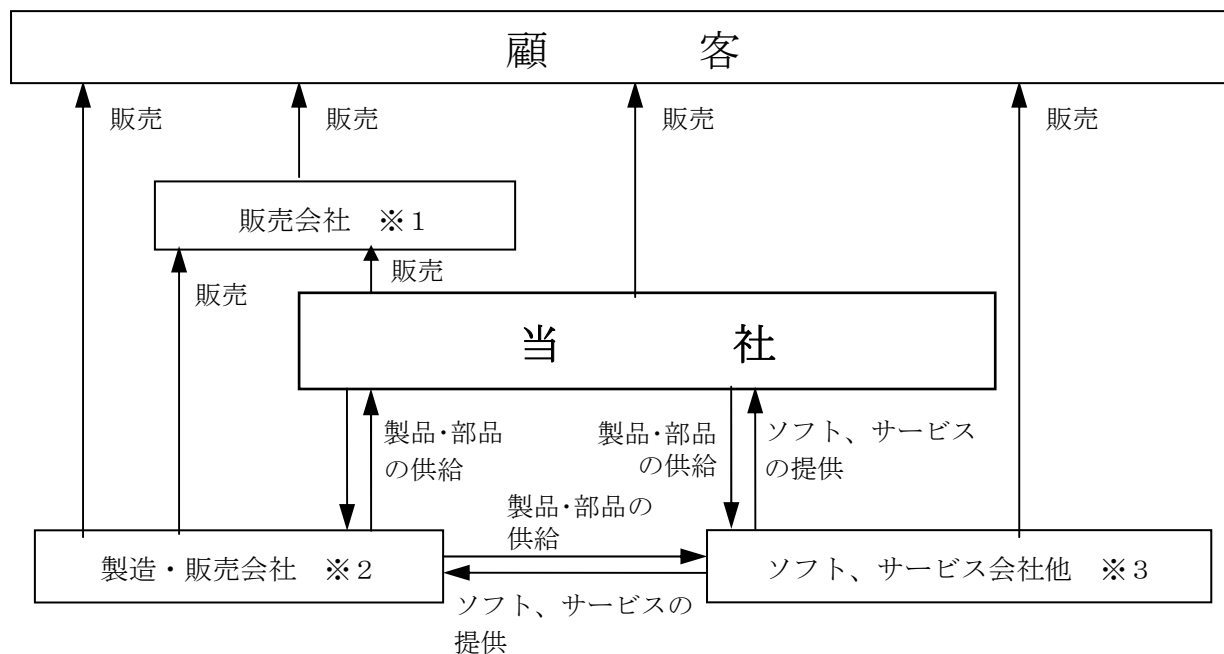 顧　　　客
販売
販売
販売
販売
販売会社　※１
販売
販売
当　　　社
製品・部品
の供給
製品・部品
の供給
ソフト、サービス
の提供
製品・部品の
供給
製造・販売会社　※２
ソフト、サービス会社他　※３
ソフト、サービスの
提供